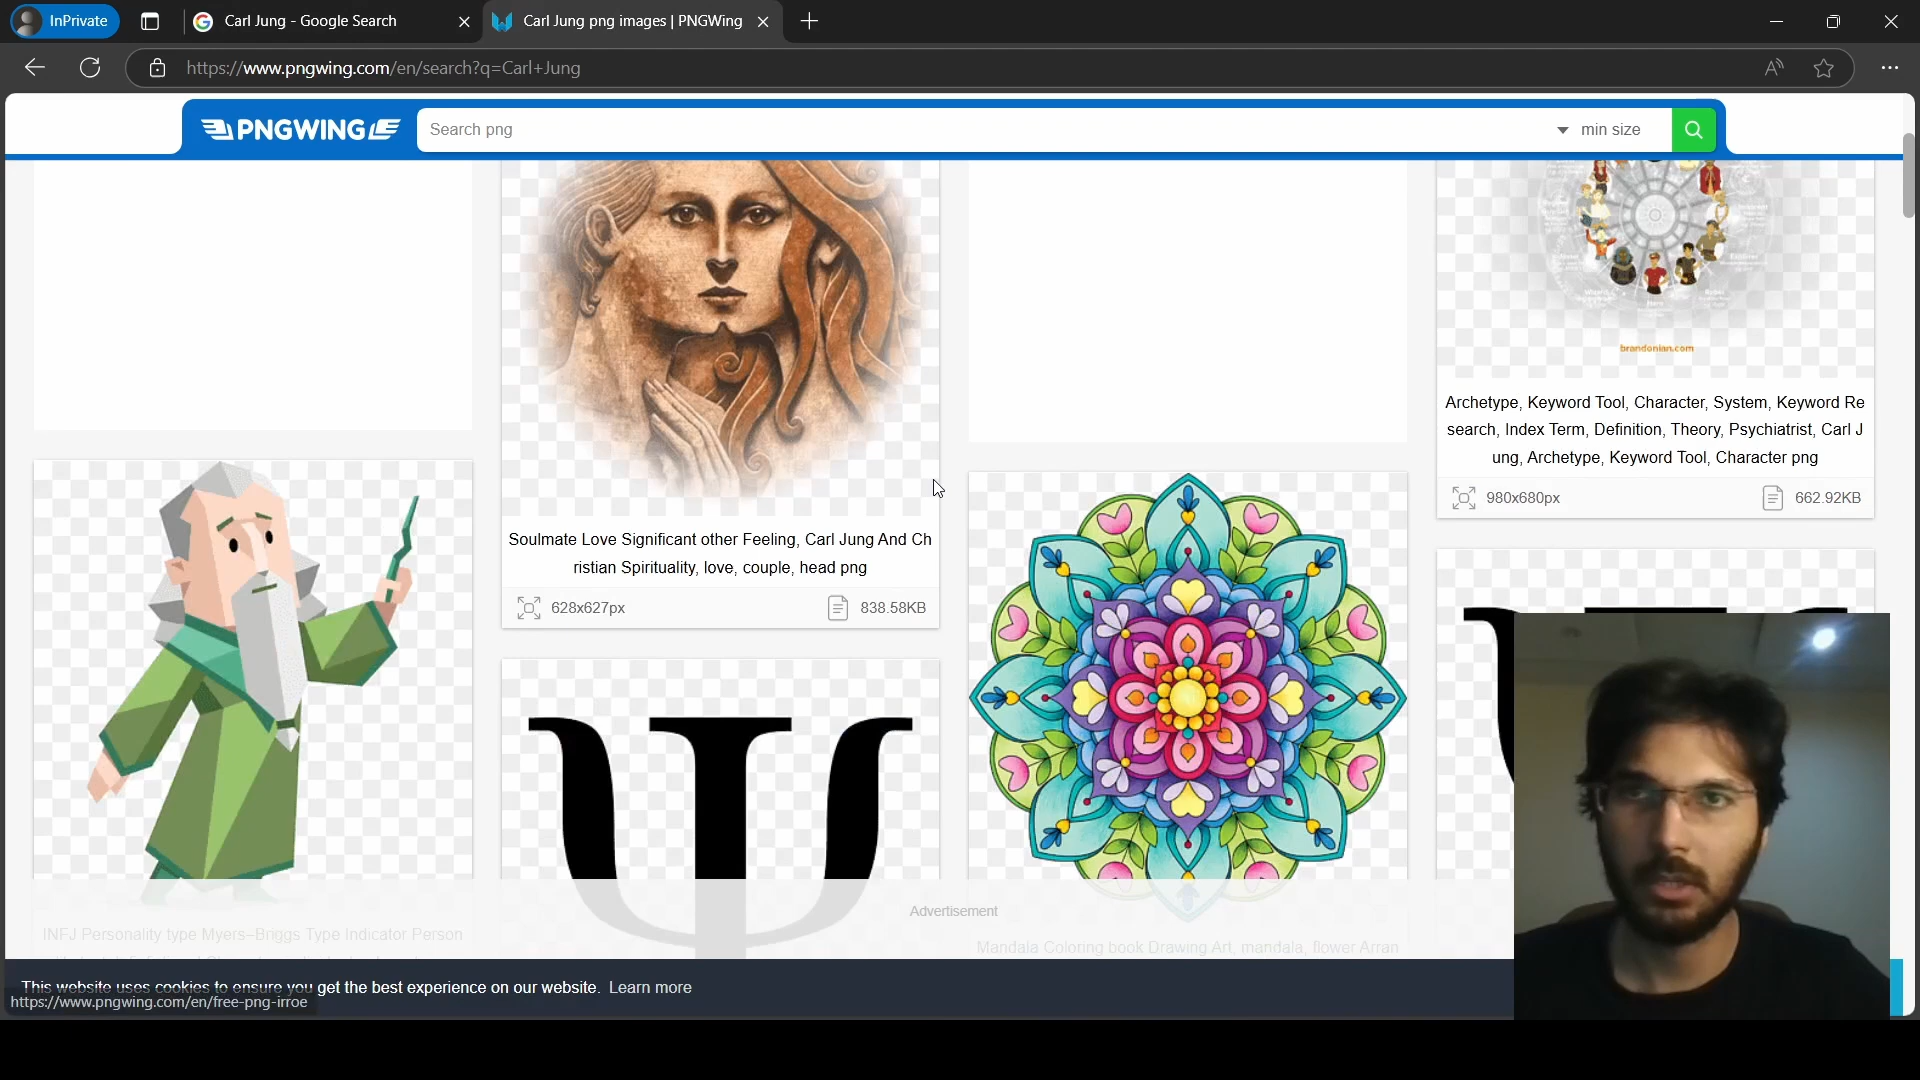 InPrivate
Carl Jung - Google Search
Carl Jung png images | PNGWing
https://www.pngwing.com/en/search?q=Carl+Jung
PNGWING
Search png
min size
brandonian.com
Archetype, Keyword Tool, Character, System, Keyword Re
search, Index Term, Definition, Theory, Psychiatrist, Carl J
ung, Archetype, Keyword Tool, Character png
980x680px
662.92KB
Soulmate Love Significant other Feeling, Carl Jung And Ch
ristian Spirituality, love, couple, head png
628x627px
838.58KB
Ψ
Advertisement
INFJ Personality type Myers–Briggs Type Indicator Person
Mandala Coloring book Drawing Art, mandala, flower Arran
This website uses cookies to ensure you get the best experience on our website. Learn more
https://www.pngwing.com/en/free-png-irroe